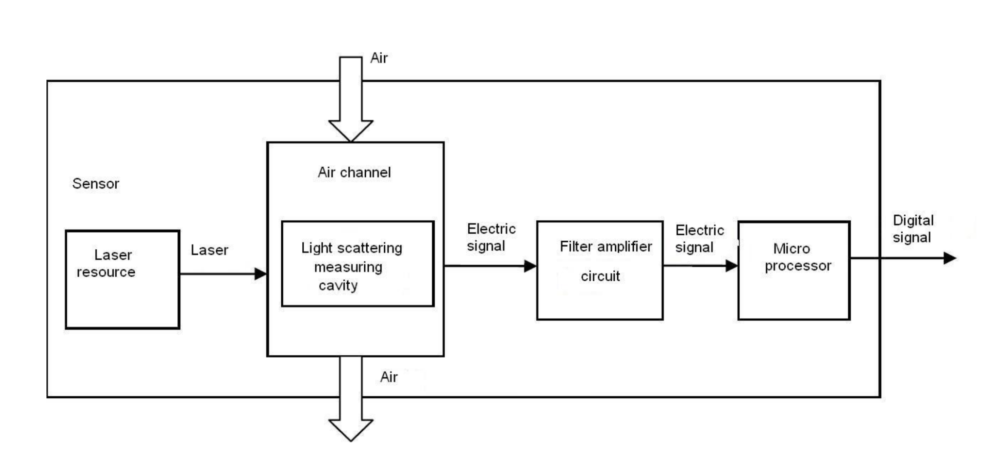 Air
Sensor
Air channel
Laser
resource
Laser
Light scattering
measuring
cavity
Electric
signal
Filter amplifier
circuit
Electric
signal
Micro
processor
Digital
signal
Air